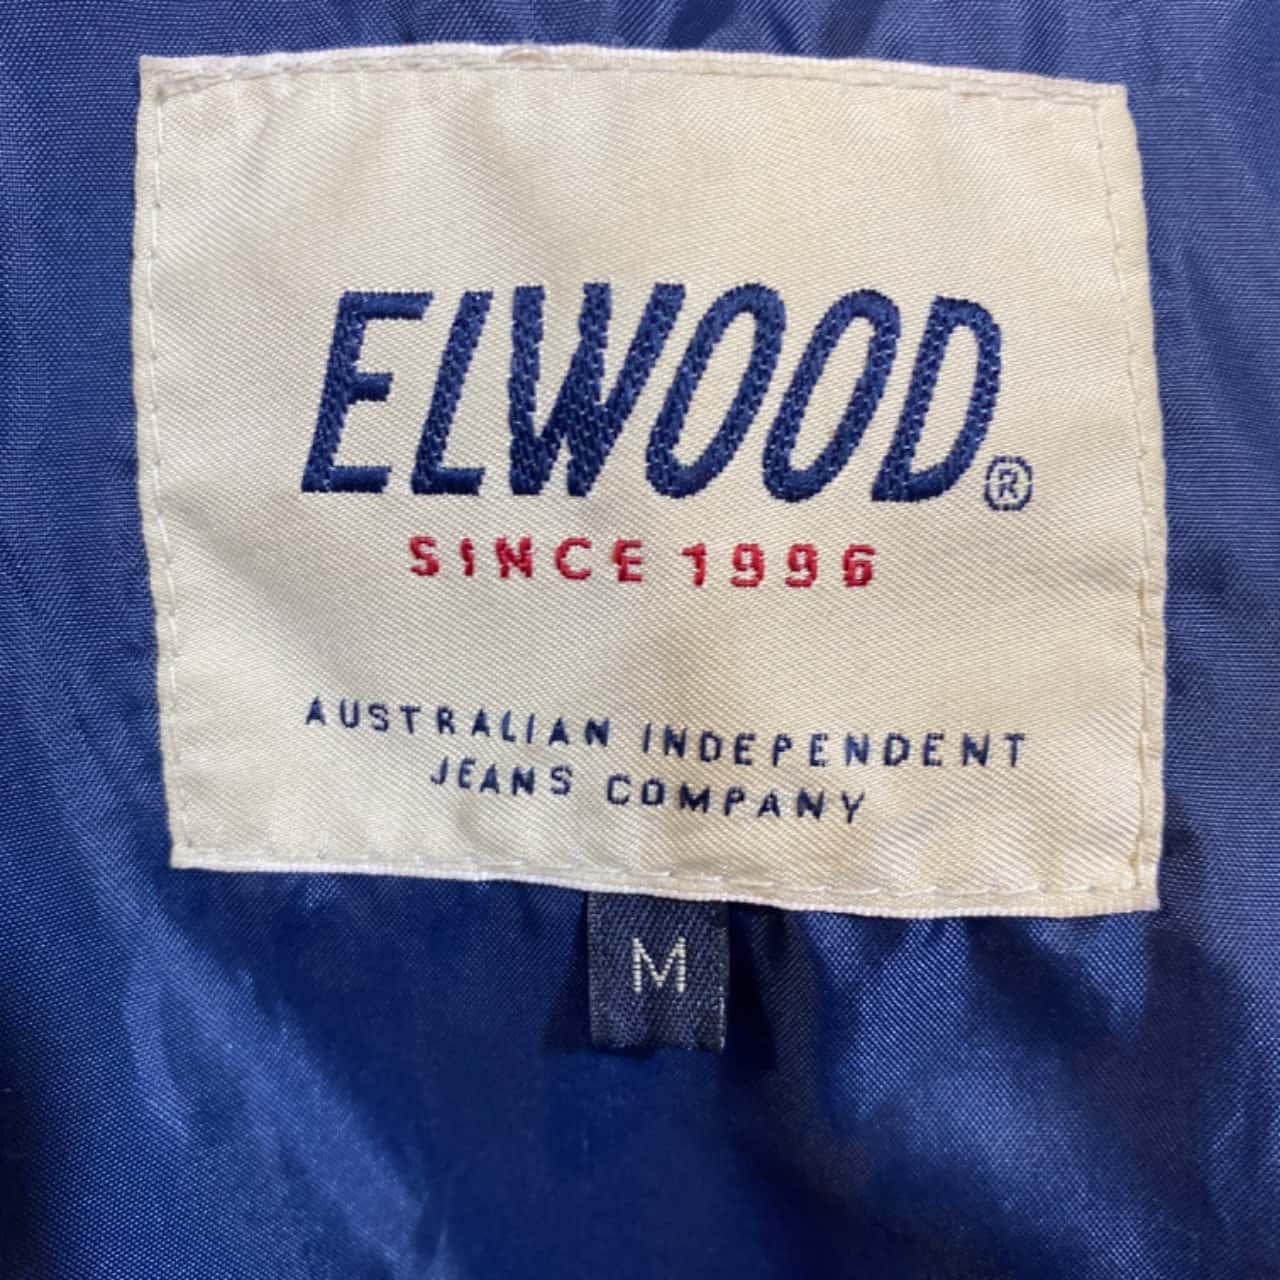 ELWOOD®
SINCE 1996
AUSTRALIAN INDEPENDENT
JEANS COMPANY
M